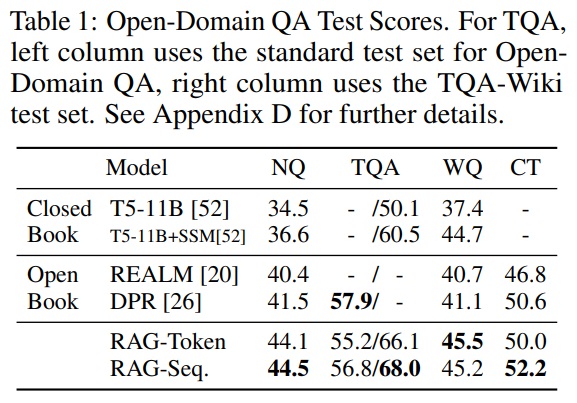 Table 1: Open-Domain QA Test Scores. For TQA,
left column uses the standard test set for Open-
Domain QA, right column uses the TQA-Wiki
test set. See Appendix D for further details.
Model NQ TQA WQ CT
Closed T5-11B [52] 34.5 - /50.1 37.4 -
Book T5-11B+SSM[52] 36.6 - /60.5 44.7 -
Open REALM [20] 40.4 - / - 40.7 46.8
Book DPR [26] 41.5 57.9/ - 41.1 50.6
RAG-Token 44.1 55.2/66.1 45.5 50.0
RAG-Seq. 44.5 56.8/68.0 45.2 52.2